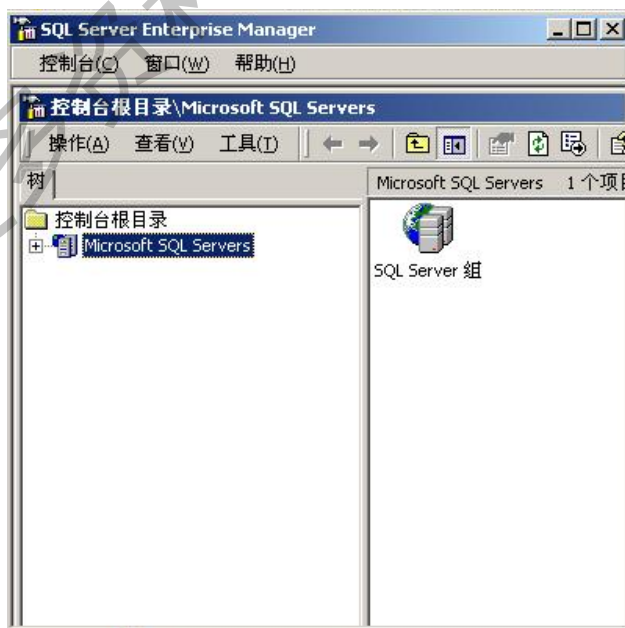 SQL Server Enterprise Manager
控制台(C) 窗口(W) 帮助(H)
控制台根目录\Microsoft SQL Servers
操作(A) 查看(V) 工具(T)
树
Microsoft SQL Servers 1 个项目
控制台根目录
Microsoft SQL Servers
SQL Server 组